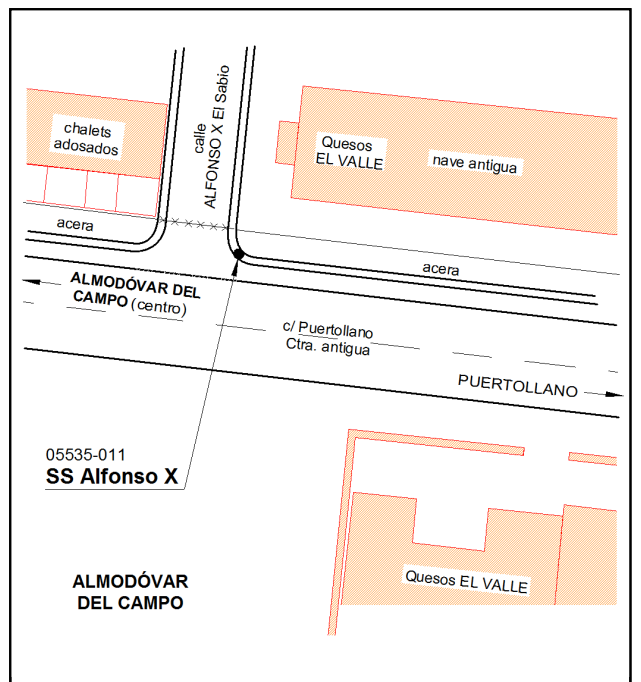 chalets
adosados
calle
ALFONSO X El Sabio
Quesos
EL VALLE
nave antigua
acera
acera
ALMODÓVAR DEL
CAMPO (centro)
c/ Puertollano
Ctra. antigua
PUERTOLLANO
05535-011
SS Alfonso X
Quesos EL VALLE
ALMODÓVAR
DEL CAMPO